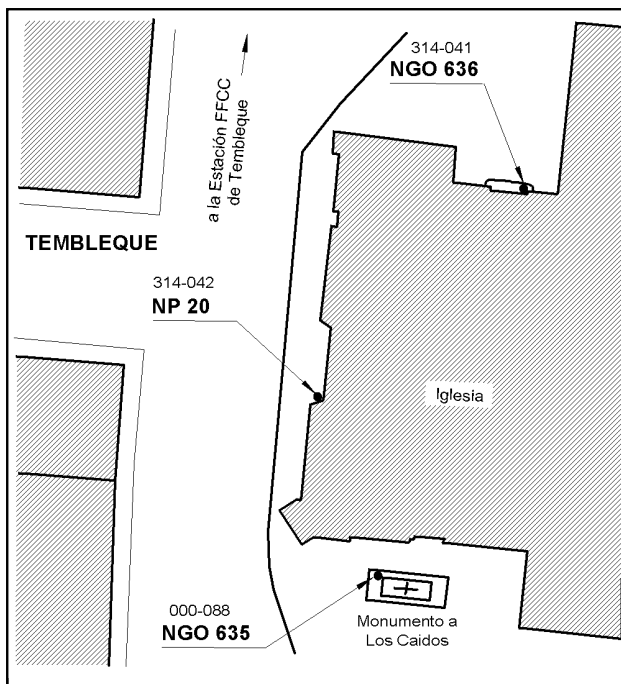 314-041
NGO 636
a la Estación FFCC
de Tembleque
TEMBLEQUE
314-042
NP 20
Iglesia
000-088
NGO 635
Monumento a
Los Caidos